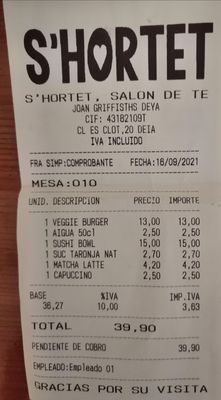 S'HORTET
S'HORTET, SALON DE TE
JOAN GRIFFISTHS DEYA
CIF: 43182109T
CL ES CLOT,20 DEIA
IVA INCLUIDO
FRA SIMP:COMPROBANTE FECHA:16/09/2021
MESA:010
UNID. DESCRIPCION PRECIO IMPORTE
1 VEGGIE BURGER 13,00 13,00
1 AIGUA 50cl 2,50 2,50
1 SUSHI BOWL 15,00 15,00
1 SUC TARONJA NAT 2,70 2,70
1 MATCHA LATTE 4,20 4,20
1 CAPUCCINO 2,50 2,50
BASE %IVA IMP.IVA
36,27 10,00 3,63
TOTAL 39,90
PENDIENTE DE COBRO 39,90
EMPLEADO:Empleado 01
GRACIAS POR SU VISITA